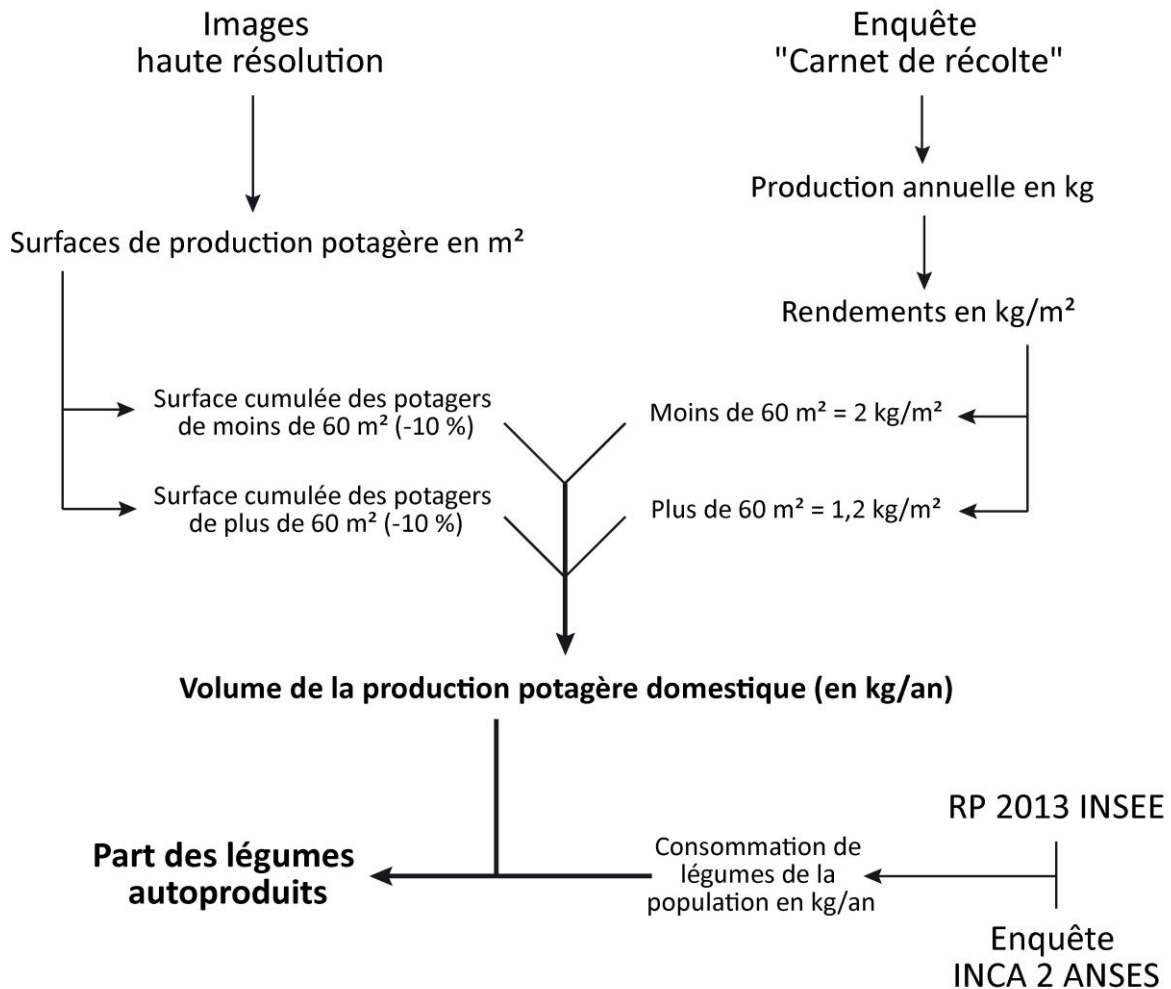 Images
haute résolution
Enquête
"Carnet de récolte"
Production annuelle en kg
Surfaces de production potagère en m²
Rendements en kg/m²
Surface cumulée des potagers
de moins de 60 m² (-10 %)
Moins de 60 m² = 2 kg/m²
Surface cumulée des potagers
de plus de 60 m² (-10 %)
Plus de 60 m² = 1,2 kg/m²
Volume de la production potagère domestique (en kg/an)
RP 2013 INSEE
Part des légumes
autoproduits
Consommation de
légumes de la
population en kg/an
Enquête
INCA 2 ANSES